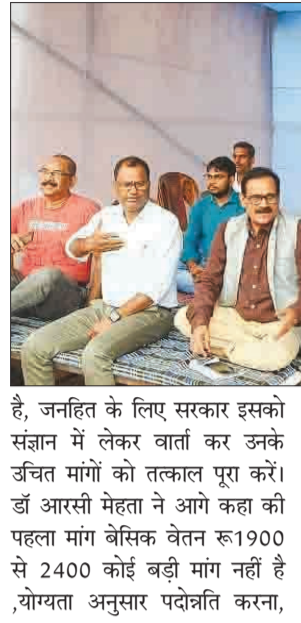 है, जनहित के लिए सरकार इसको
संज्ञान में लेकर वार्ता कर उनके
उचित मांगों को तत्काल पूरा करें।
डॉ आरसी मेहता ने आगे कहा की
पहला मांग बेसिक वेतन रू1900
से 2400 कोई बड़ी मांग नहीं है
,योग्यता अनुसार पदोन्नति करना,